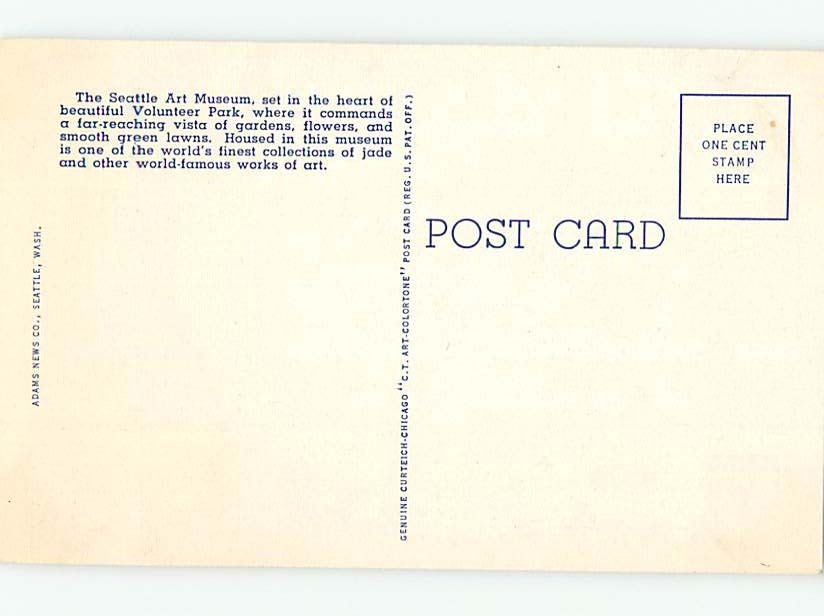 The Seattle Art Museum, set in the heart of
beautiful Volunteer Park, where it commands
a far-reaching vista of gardens, flowers, and
smooth green lawns. Housed in this museum
is one of the world's finest collections of jade
and other world-famous works of art.
ADAMS NEWS CO., SEATTLE, WASH.
GENUINE CURTEICH-CHICAGO "C.T. ART-COLORTONE" POST CARD (REG. U.S. PAT. OFF.)
POST CARD
PLACE
ONE CENT
STAMP
HERE